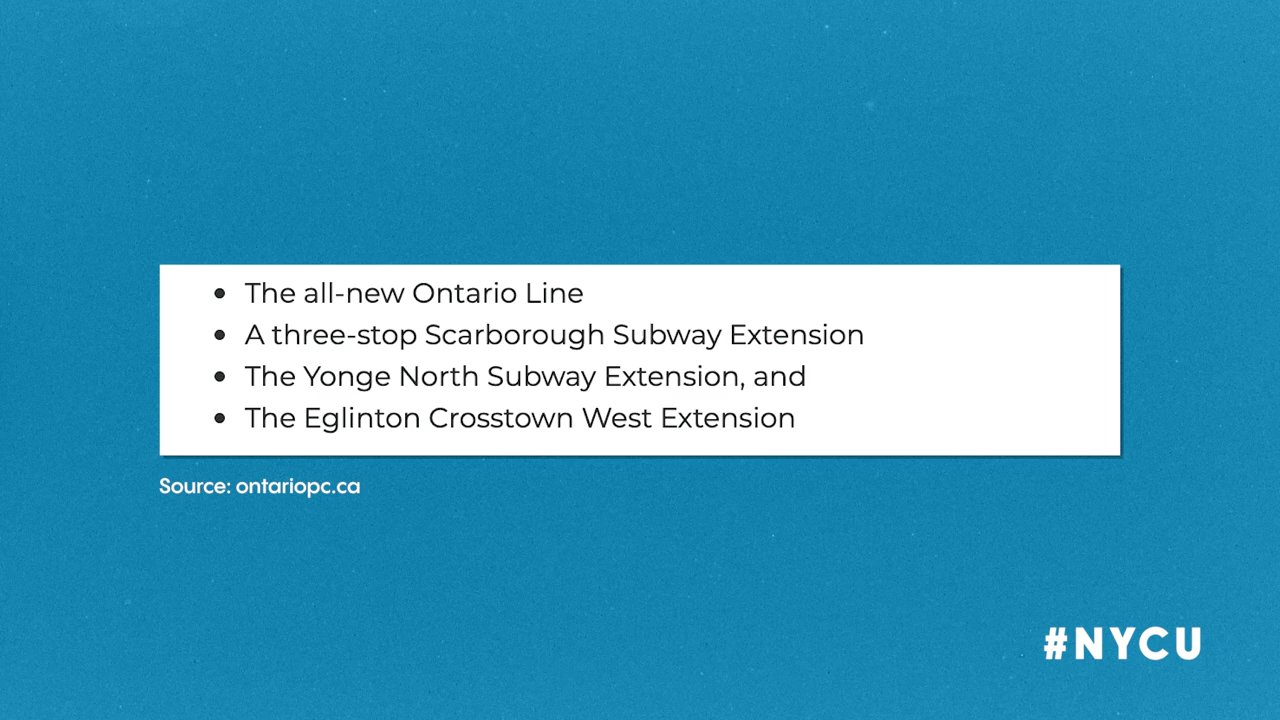 • The all-new Ontario Line
• A three-stop Scarborough Subway Extension
• The Yonge North Subway Extension, and
• The Eglinton Crosstown West Extension
Source: ontariopc.ca
#NYCU